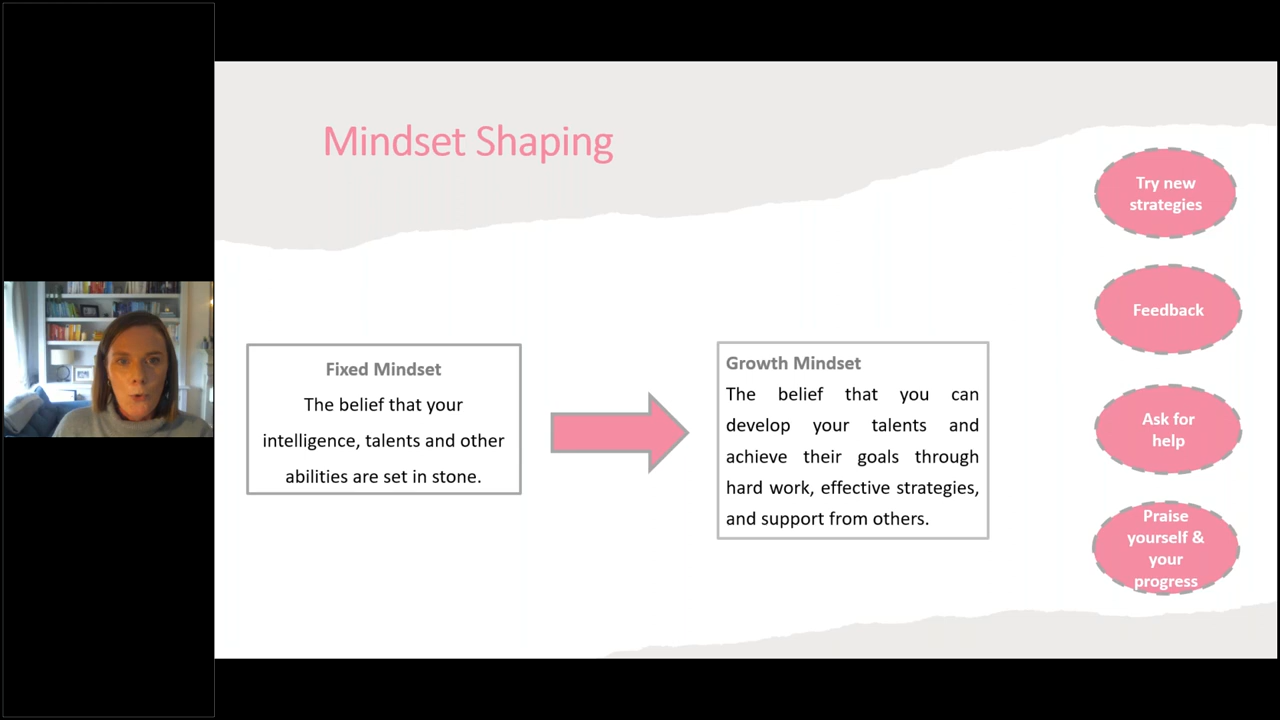 Mindset Shaping
Fixed Mindset
The belief that your
intelligence, talents and other
abilities are set in stone.
Growth Mindset
The belief that you can
develop your talents and
achieve their goals through
hard work, effective strategies,
and support from others.
Try new
strategies
Feedback
Ask for
help
Praise
yourself &
your
progress